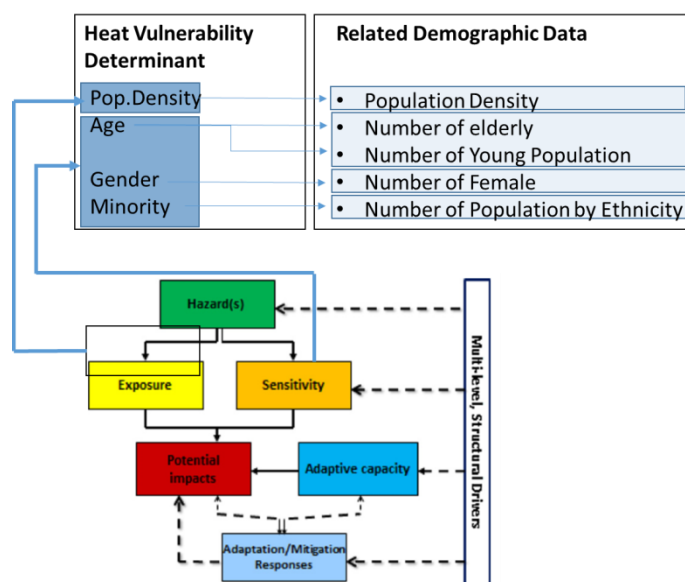 Heat Vulnerability
Determinant
Related Demographic Data
Pop.Density
Age
Gender
Minority
• Population Density
• Number of elderly
• Number of Young Population
• Number of Female
• Number of Population by Ethnicity
Hazard(s)
Exposure
Sensitivity
Potential
impacts
Adaptive capacity
Adaptation/Mitigation
Responses
Multi-level, Structural Drivers